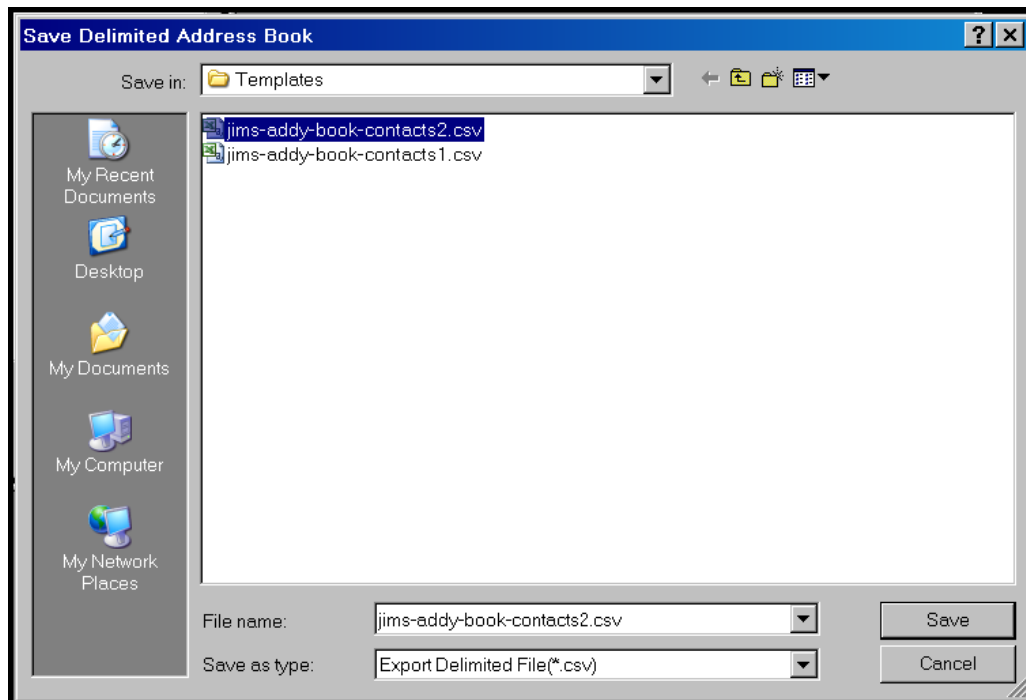 Save Delimited Address Book
Save in:
Templates
jims-addy-book-contacts2.csv
jims-addy-book-contacts1.csv
My Recent
Documents
Desktop
My Documents
My Computer
My Network
Places
File name:
jims-addy-book-contacts2.csv
Save
Save as type:
Export Delimited File(*.csv)
Cancel